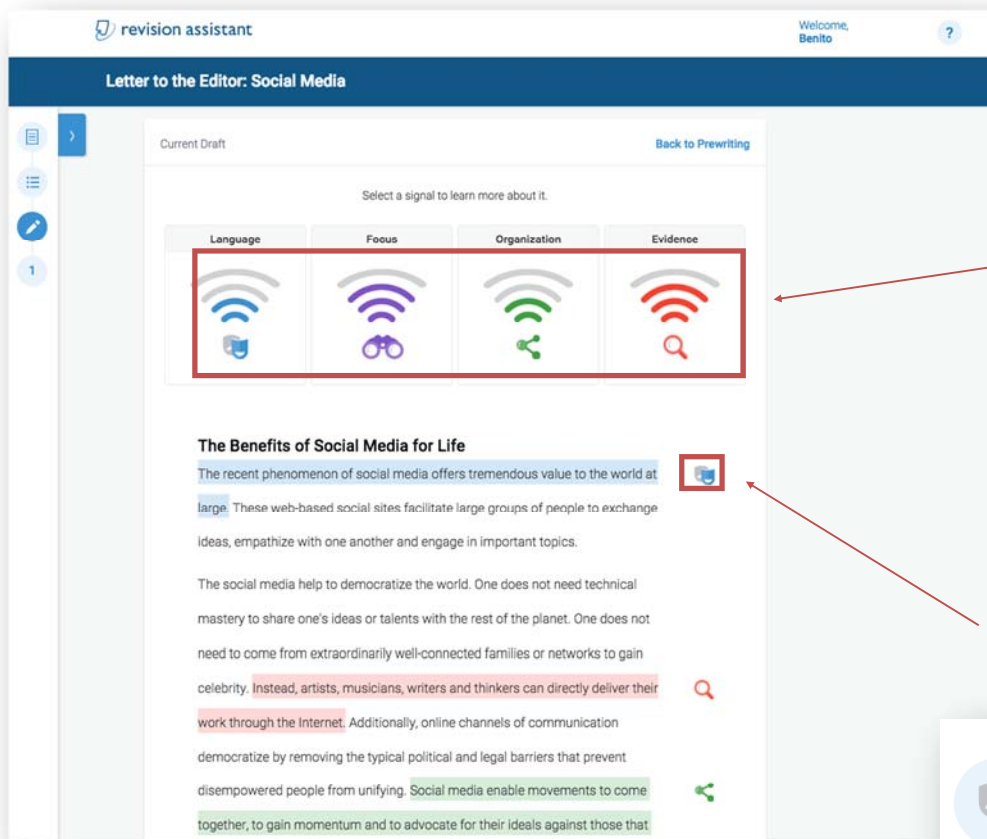 revision assistant
Welcome,
Benito
?
Letter to the Editor: Social Media
Current Draft
Back to Prewriting
Select a signal to learn more about it.
Language
Focus
Organization
Evidence
1
The Benefits of Social Media for Life
The recent phenomenon of social media offers tremendous value to the world at
large. These web-based social sites facilitate large groups of people to exchange
ideas, empathize with one another and engage in important topics.
The social media help to democratize the world. One does not need technical
mastery to share one's ideas or talents with the rest of the planet. One does not
need to come from extraordinarily well-connected families or networks to gain
celebrity. Instead, artists, musicians, writers and thinkers can directly deliver their
work through the Internet. Additionally, online channels of communication
democratize by removing the typical political and legal barriers that prevent
disempowered people from unifying. Social media enable movements to come
together, to gain momentum and to advocate for their ideals against those that